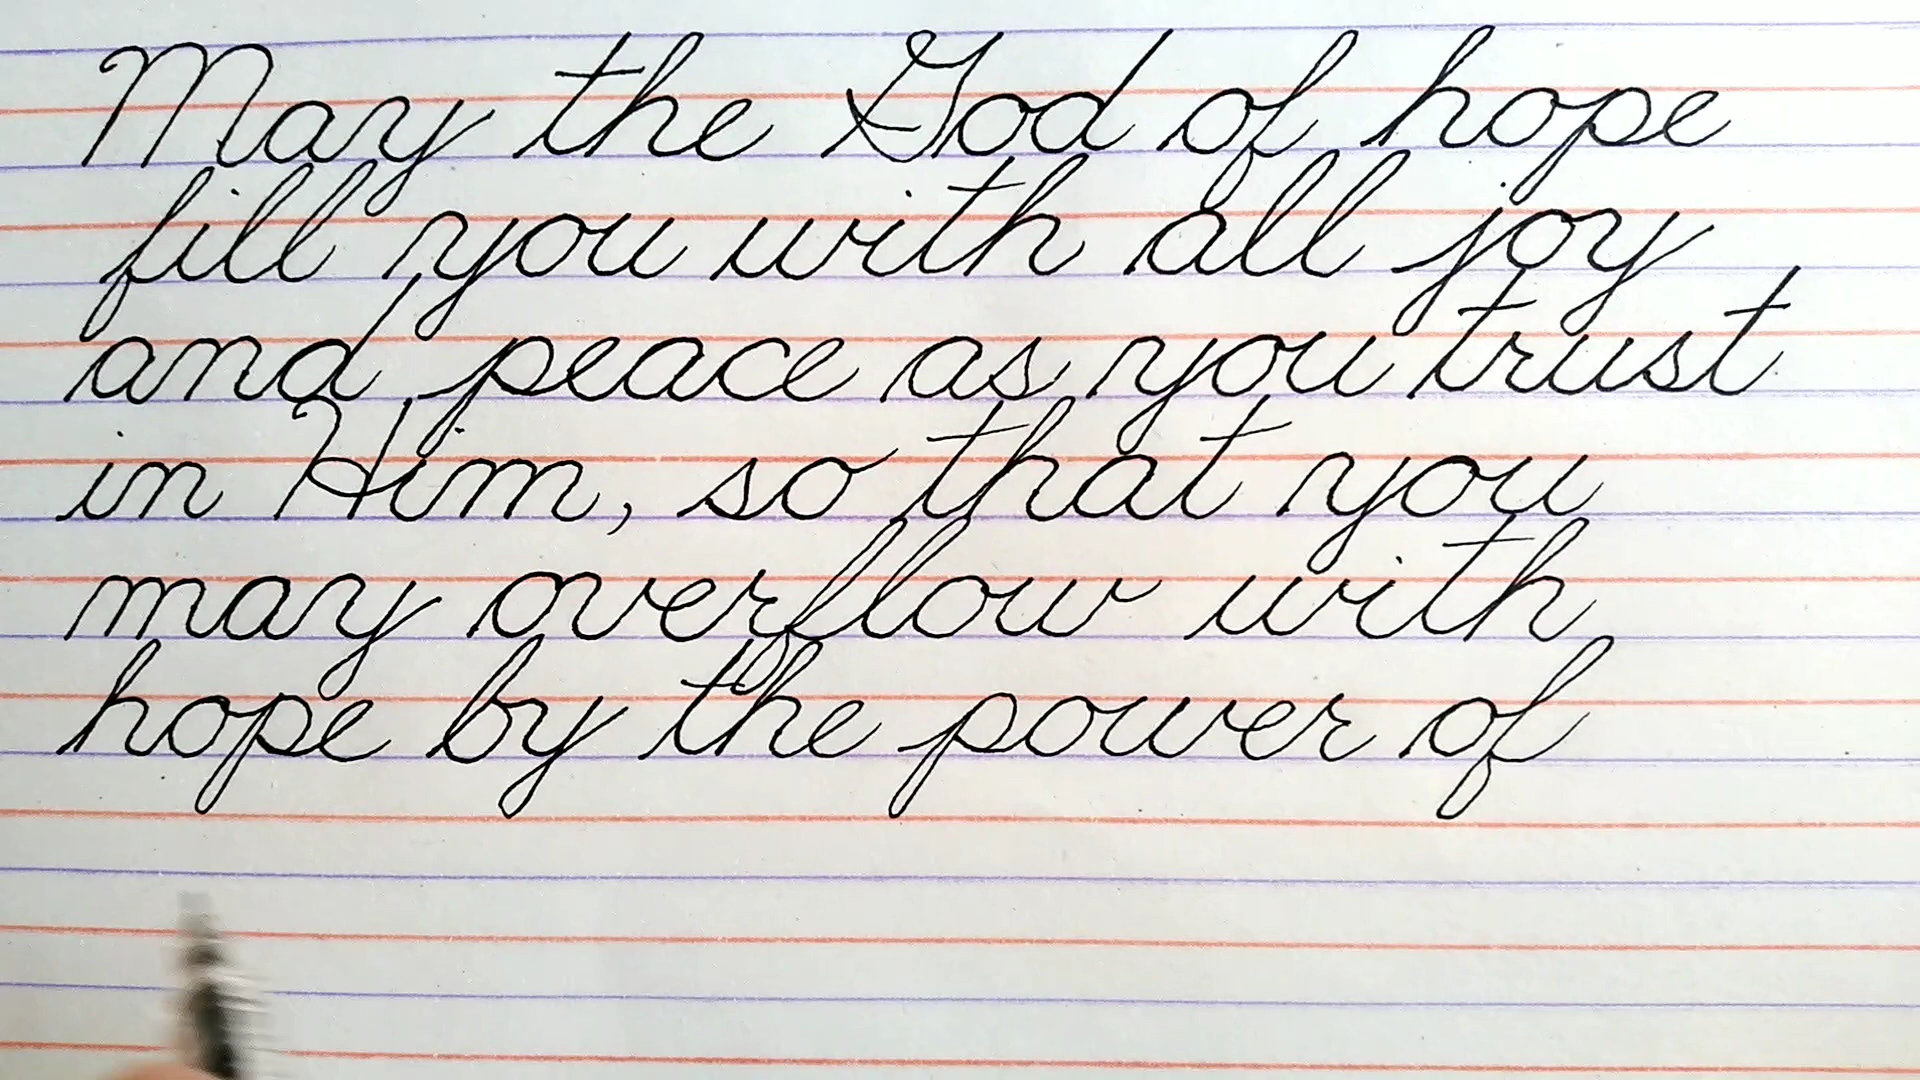 May the God of hope
fill you with all joy
and peace as you trust
in Him, so that you
may overflow with
hope by the power of